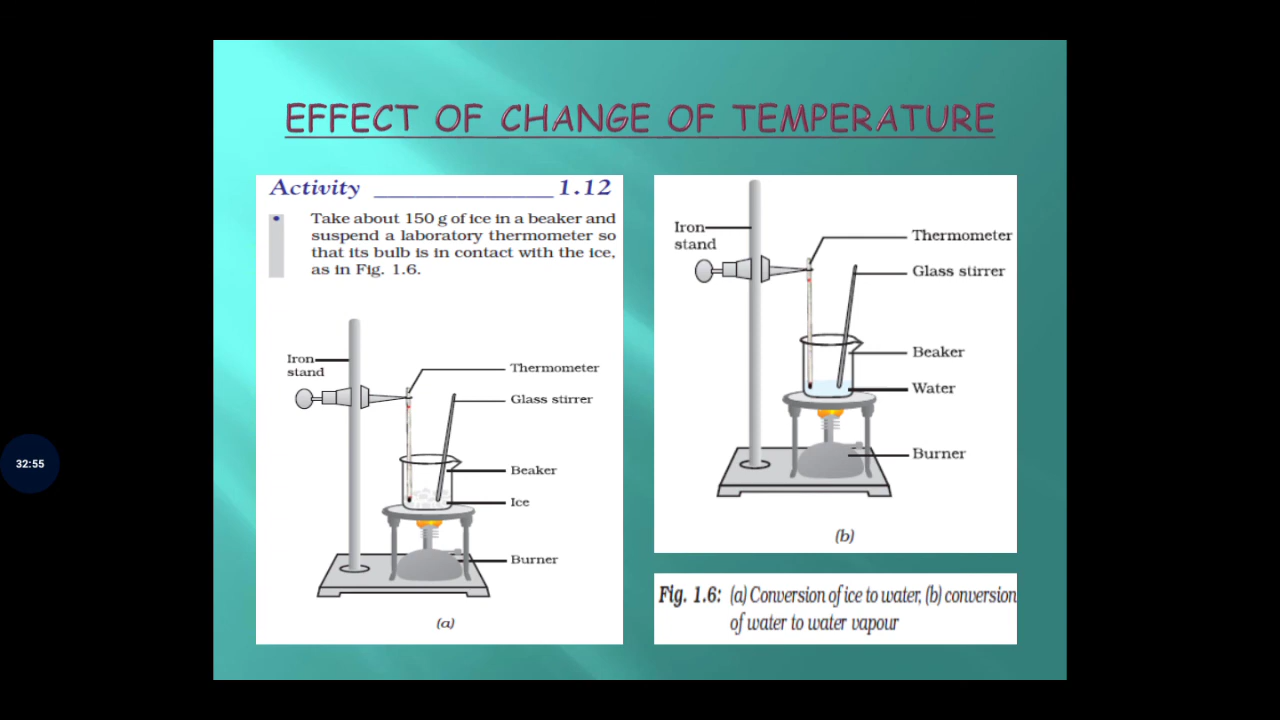 EFFECT OF CHANGE OF TEMPERATURE
Activity ____________________ 1.12
• Take about 150 g of ice in a beaker and
suspend a laboratory thermometer so
that its bulb is in contact with the ice,
as in Fig. 1.6.
Iron
stand
Thermometer
Glass stirrer
Beaker
Ice
Burner
(a)
Iron
stand
Thermometer
Glass stirrer
Beaker
Water
Burner
(b)
Fig. 1.6: (a) Conversion of ice to water, (b) conversion
of water to water vapour
32:55